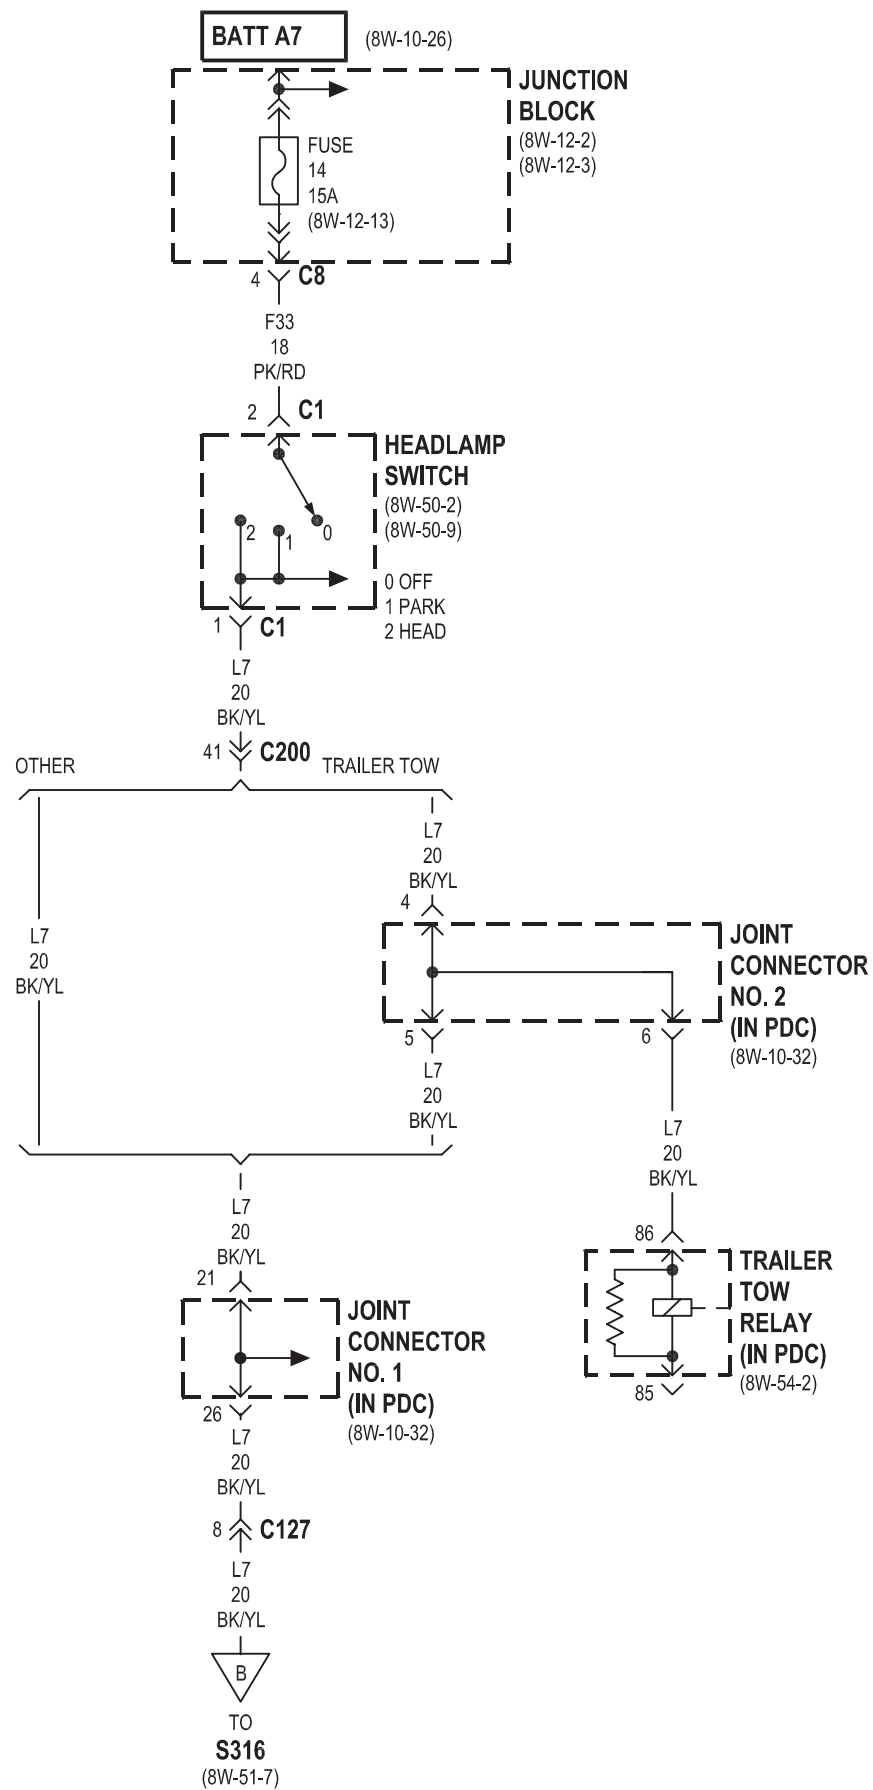 BATT A7
(8W-10-26)
JUNCTION
BLOCK
(8W-12-2)
(8W-12-3)
FUSE
14
15A
(8W-12-13)
4
C8
F33
18
PK/RD
2
C1
HEADLAMP
SWITCH
(8W-50-2)
(8W-50-9)
2
1
0
0 OFF
1 PARK
2 HEAD
1
C1
L7
20
BK/YL
41
C200
OTHER
TRAILER TOW
L7
20
BK/YL
4
L7
20
BK/YL
JOINT
CONNECTOR
NO. 2
(IN PDC)
(8W-10-32)
5
6
L7
20
BK/YL
L7
20
BK/YL
L7
20
BK/YL
21
86
TRAILER
TOW
RELAY
(IN PDC)
(8W-54-2)
85
JOINT
CONNECTOR
NO. 1
(IN PDC)
(8W-10-32)
26
L7
20
BK/YL
8
C127
L7
20
BK/YL
B
TO
S316
(8W-51-7)